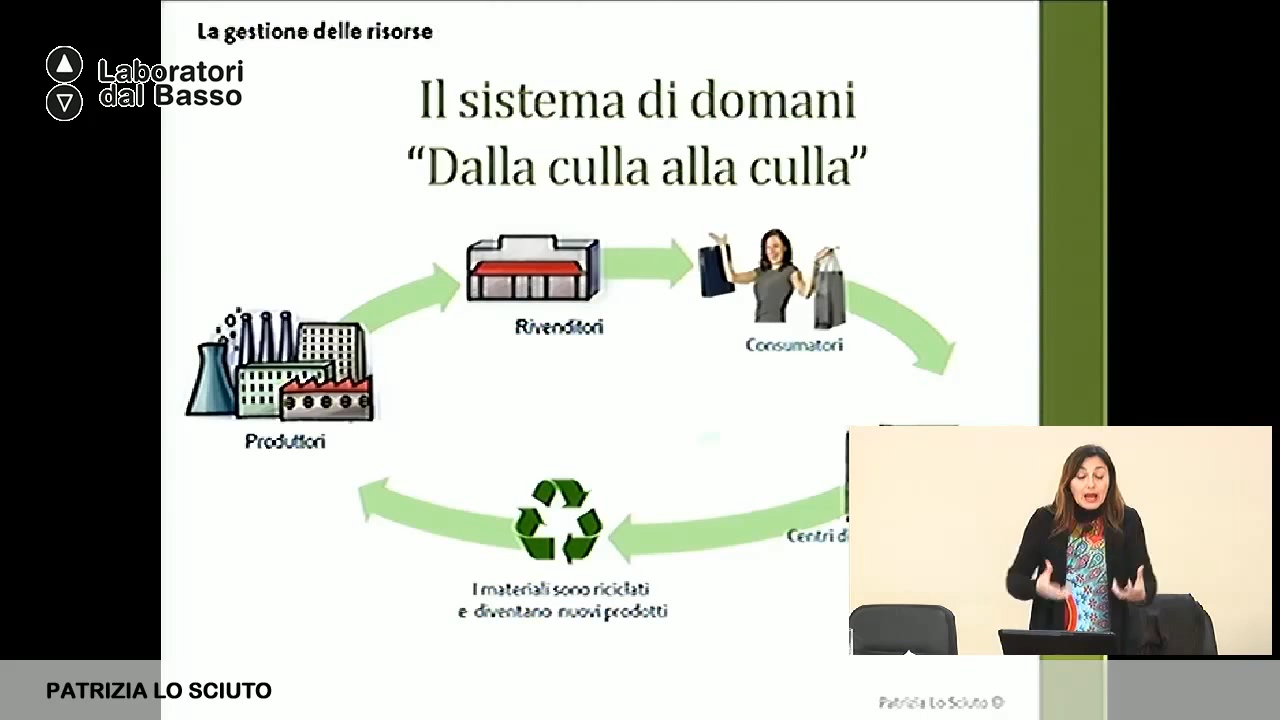 La gestione delle risorse
Laboratori
dal Basso
Il sistema di domani
“Dalla culla alla culla”
Rivenditori
Consumatori
Produttori
Centri
I materiali sono riciclati
e diventano nuovi prodotti
PATRIZIA LO SCIUTO
Patrizia Lo Sciuto ©